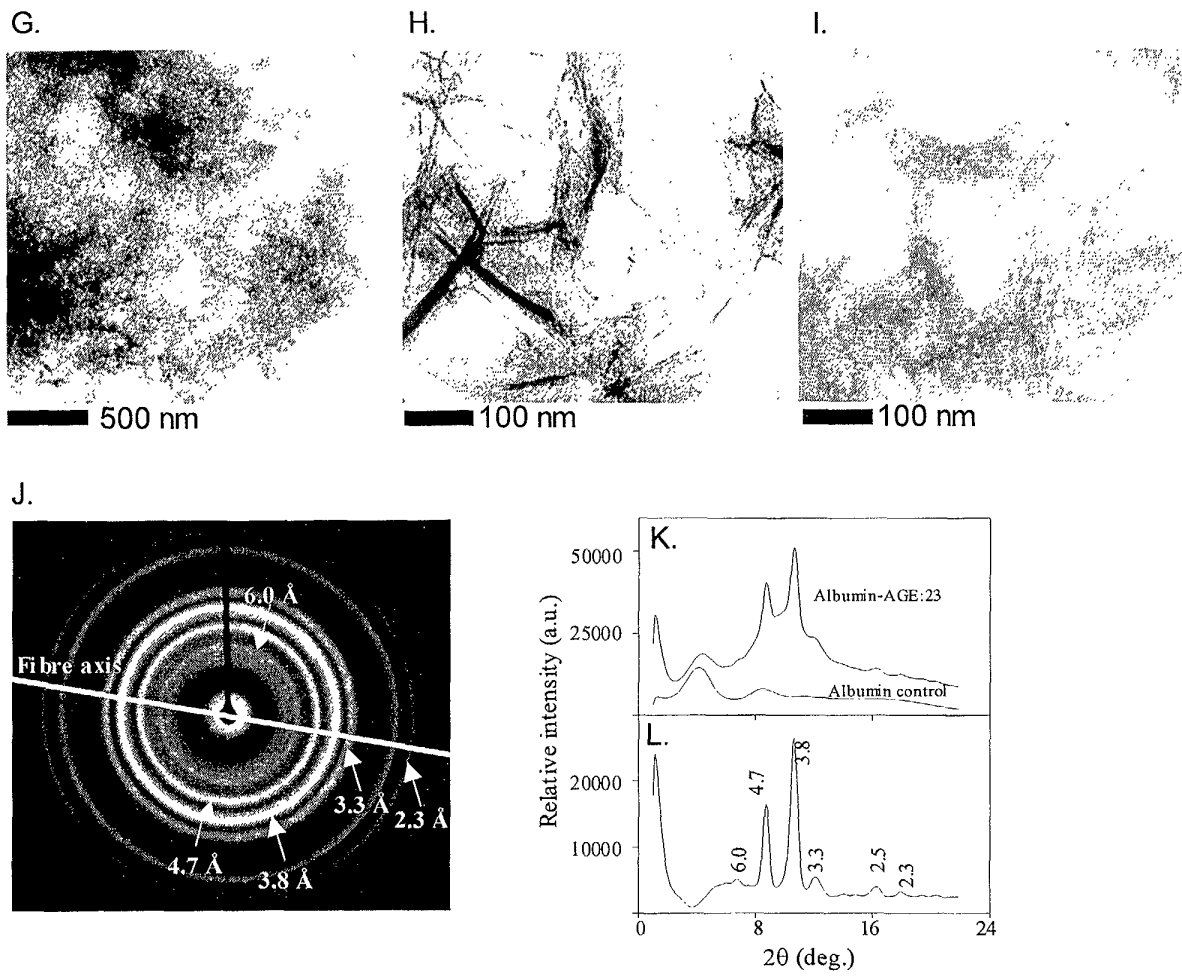 G.
H.
I.
500 nm
100 nm
100 nm
J.
6.0 Å
Fibre axis
3.3 Å
2.3 Å
4.7 Å
3.8 Å
K.
50000
25000
Albumin-AGE:23
Albumin control
L.
Relative intensity (a.u.)
20000
10000
6.0
4.7
3.8
3.3
2.5
2.3
0
8
16
24
2θ (deg.)